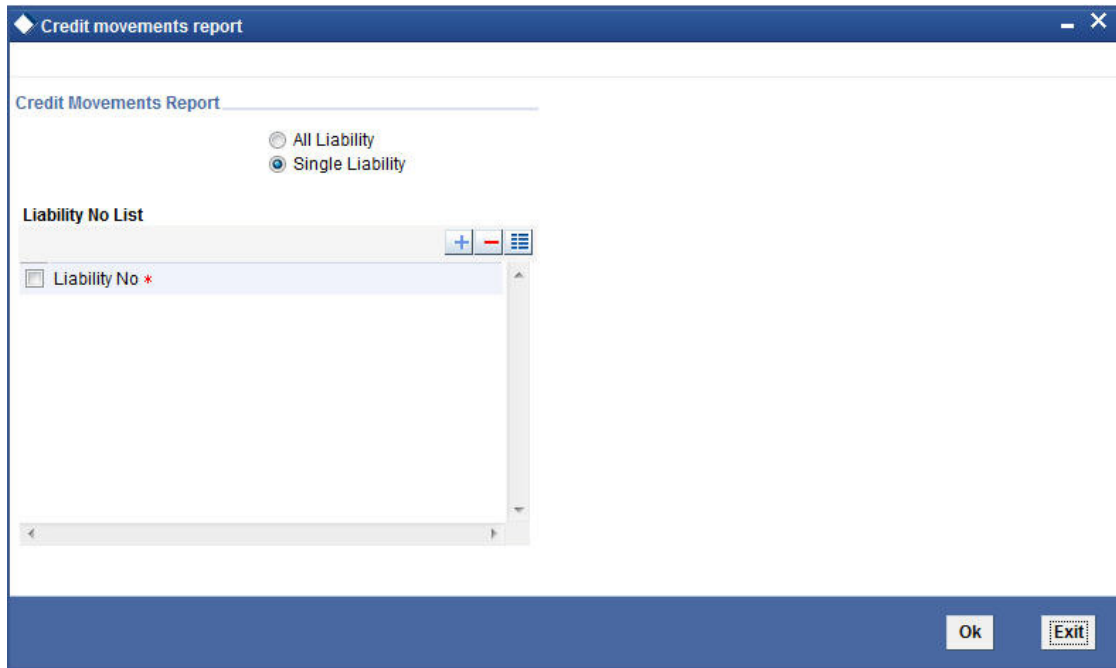 Credit movements report
Credit Movements Report
All Liability
Single Liability
Liability No List
Liability No *
Ok
Exit